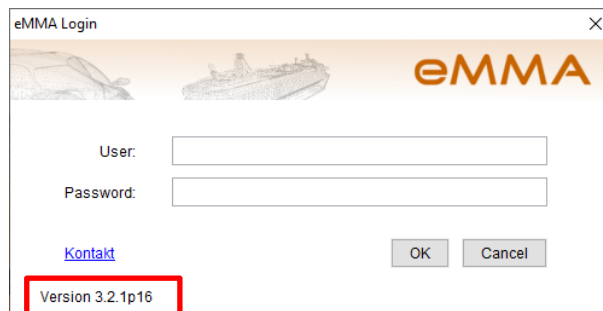 eMMA Login
eMMA
User:
Password:
Kontakt
OK Cancel
Version 3.2.1p16